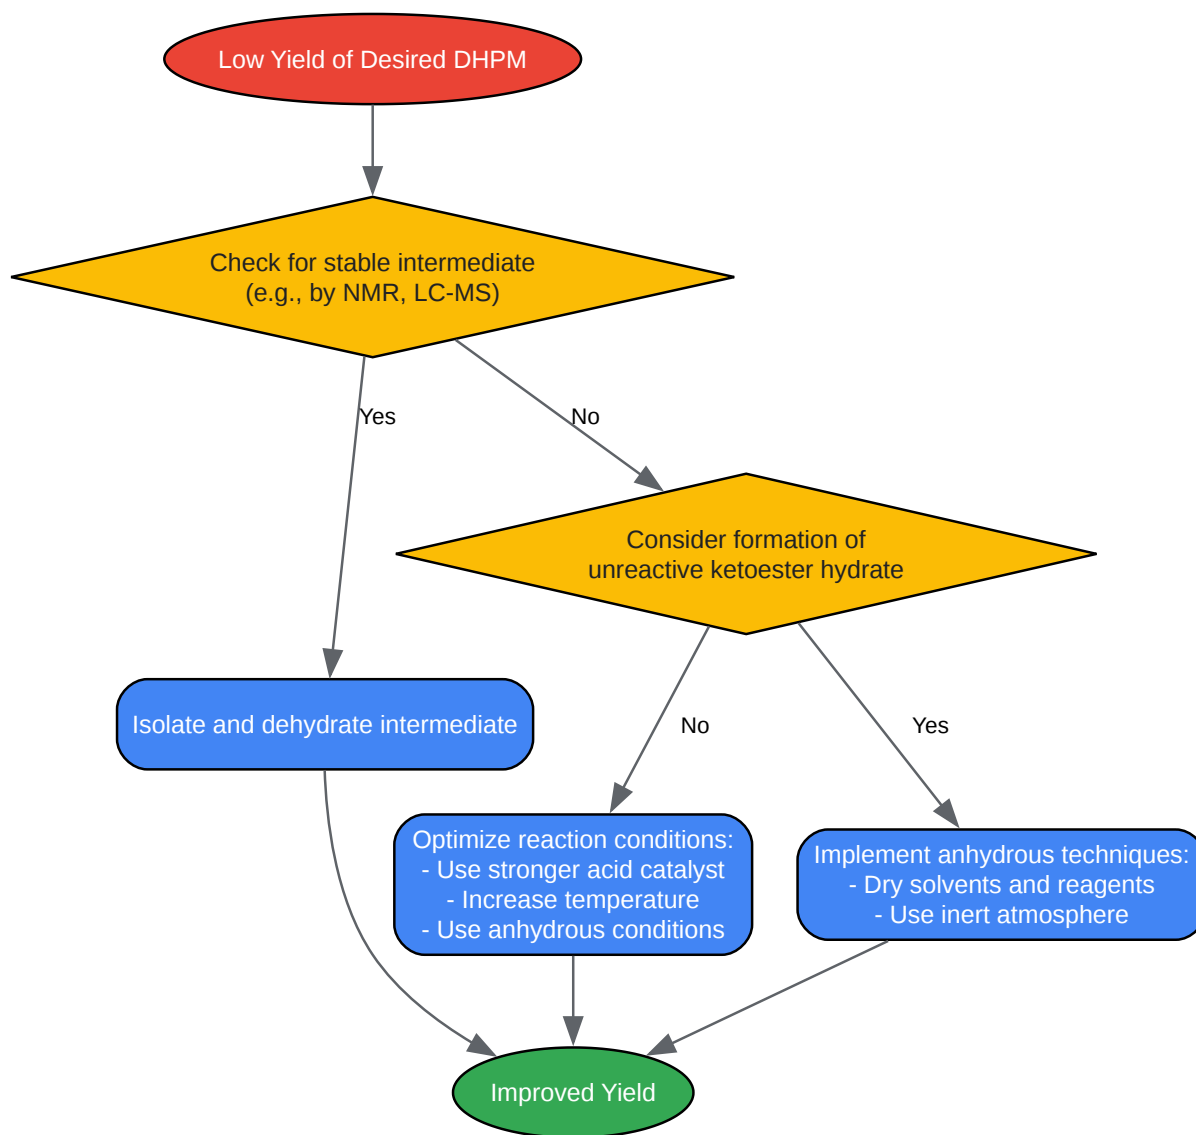 Low Yield of Desired DHPM
Check for stable intermediate
(e.g., by NMR, LC-MS)
Yes
No
Consider formation of
unreactive ketoester hydrate
Isolate and dehydrate intermediate
No
Yes
Optimize reaction conditions:
- Use stronger acid catalyst
- Increase temperature
- Use anhydrous conditions
Implement anhydrous techniques:
- Dry solvents and reagents
- Use inert atmosphere
Improved Yield